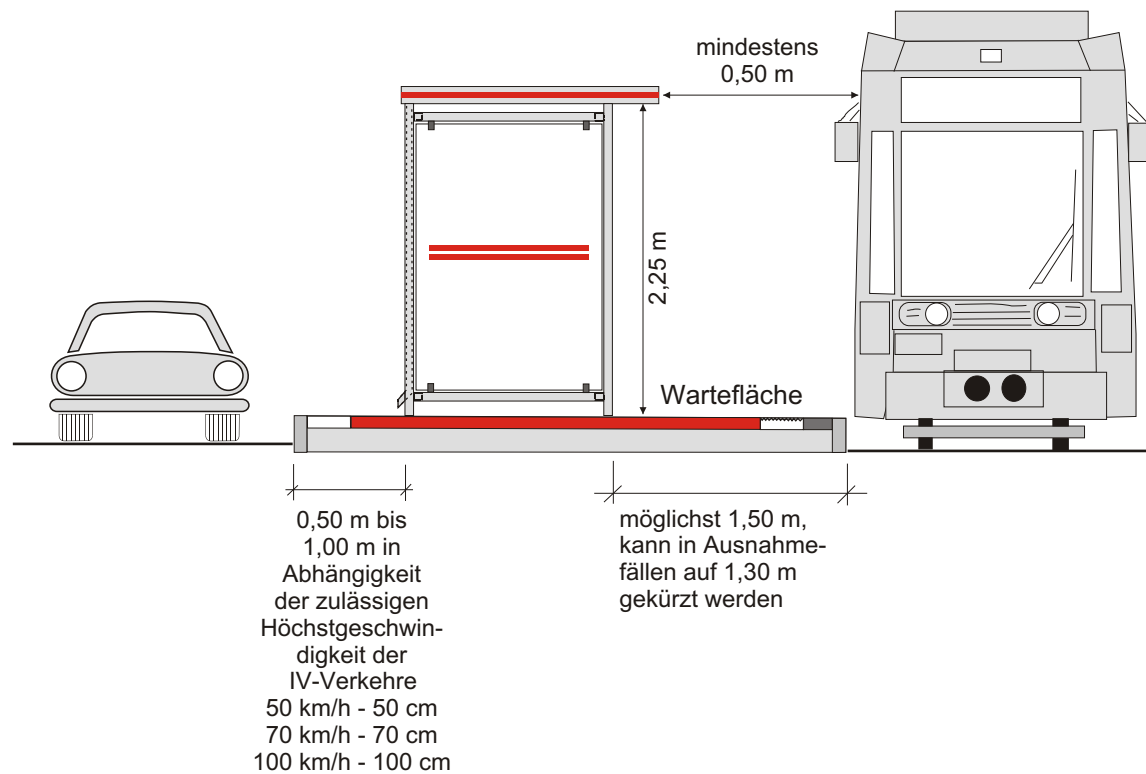 mindestens
0,50 m
2,25 m
Wartefläche
0,50 m bis
1,00 m in
Abhängigkeit
der zulässigen
Höchstgeschwin-
digkeit der
IV-Verkehre
50 km/h - 50 cm
70 km/h - 70 cm
100 km/h - 100 cm
möglichst 1,50 m,
kann in Ausnahme-
fällen auf 1,30 m
gekürzt werden